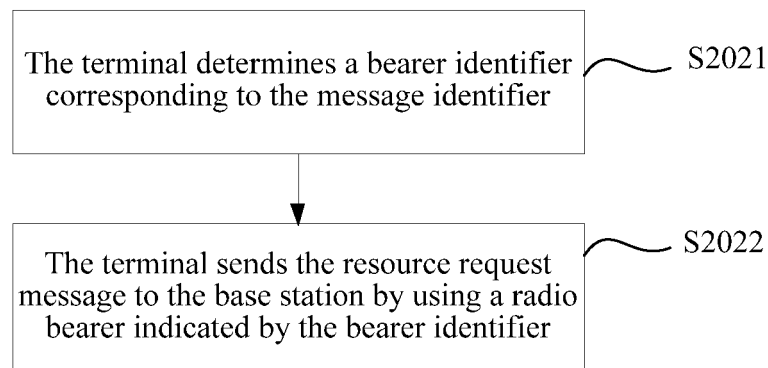 The terminal determines a bearer identifier
corresponding to the message identifier
S2021
The terminal sends the resource request
message to the base station by using a radio
bearer indicated by the bearer identifier
S2022